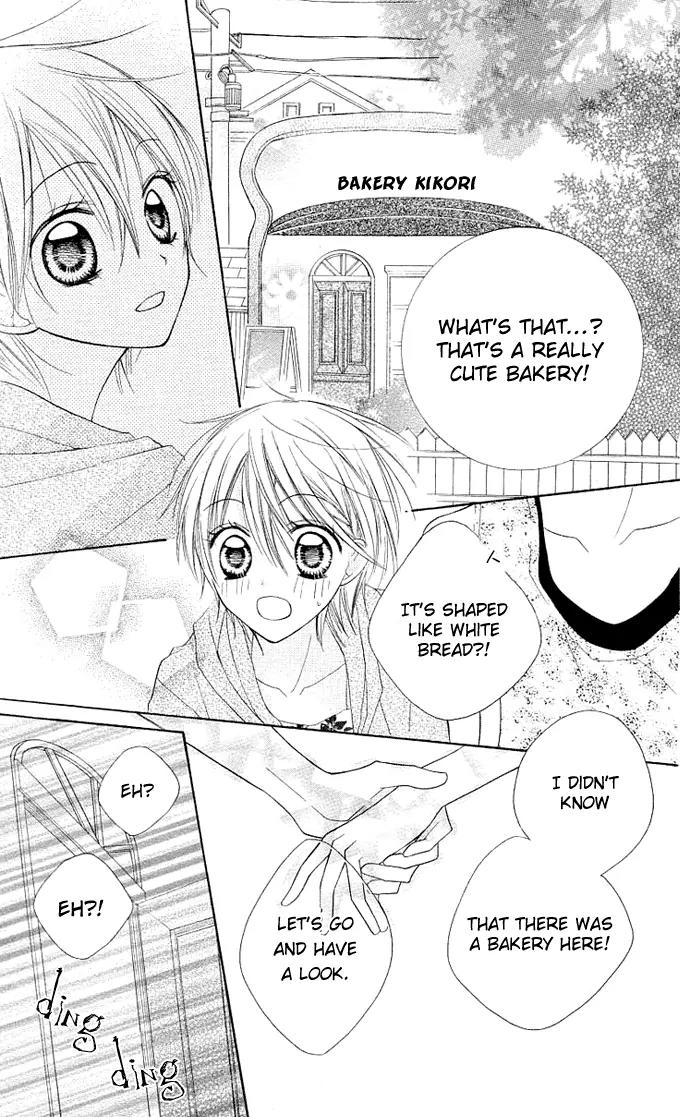 BAKERY KIKORI
WHAT'S THAT...?
THAT'S A REALLY
CUTE BAKERY!
IT'S SHAPED
LIKE WHITE
BREAD?!
I DIDN'T
KNOW
THAT THERE WAS
A BAKERY HERE!
LET'S GO
AND HAVE
A LOOK.
EH?
EH?!
ding
ding